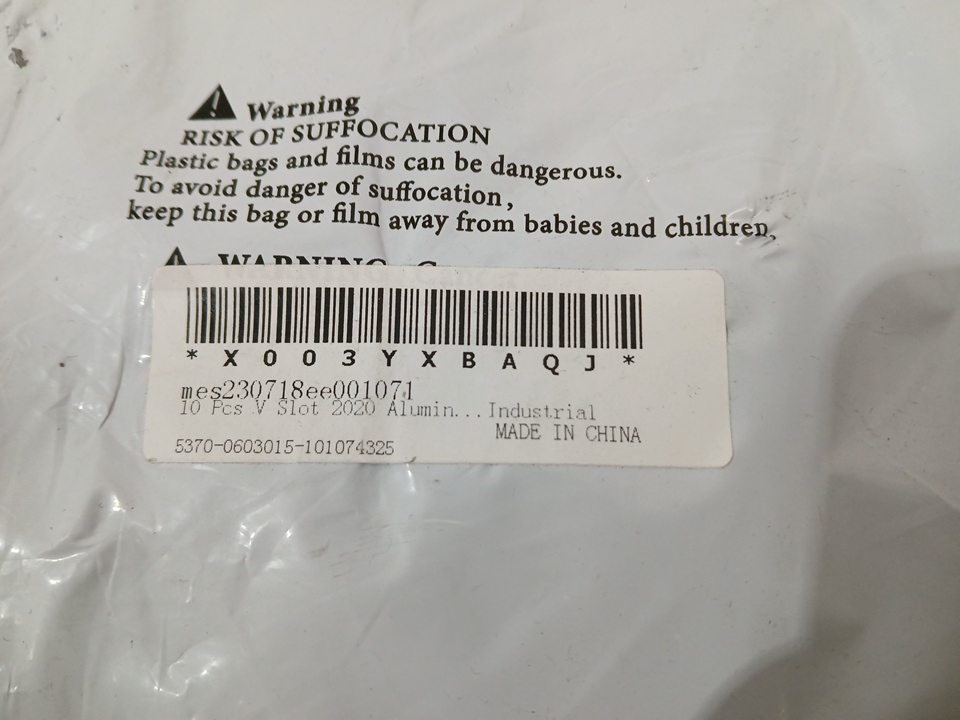 Warning
RISK OF SUFFOCATION
Plastic bags and films can be dangerous.
To avoid danger of suffocation,
keep this bag or film away from babies and children,
WARNING
*X003YXBAQJ*
mes230718ee001071
10 Pcs V Slot 2020 Alumin...Industrial
MADE IN CHINA
5370-0603015-101074325